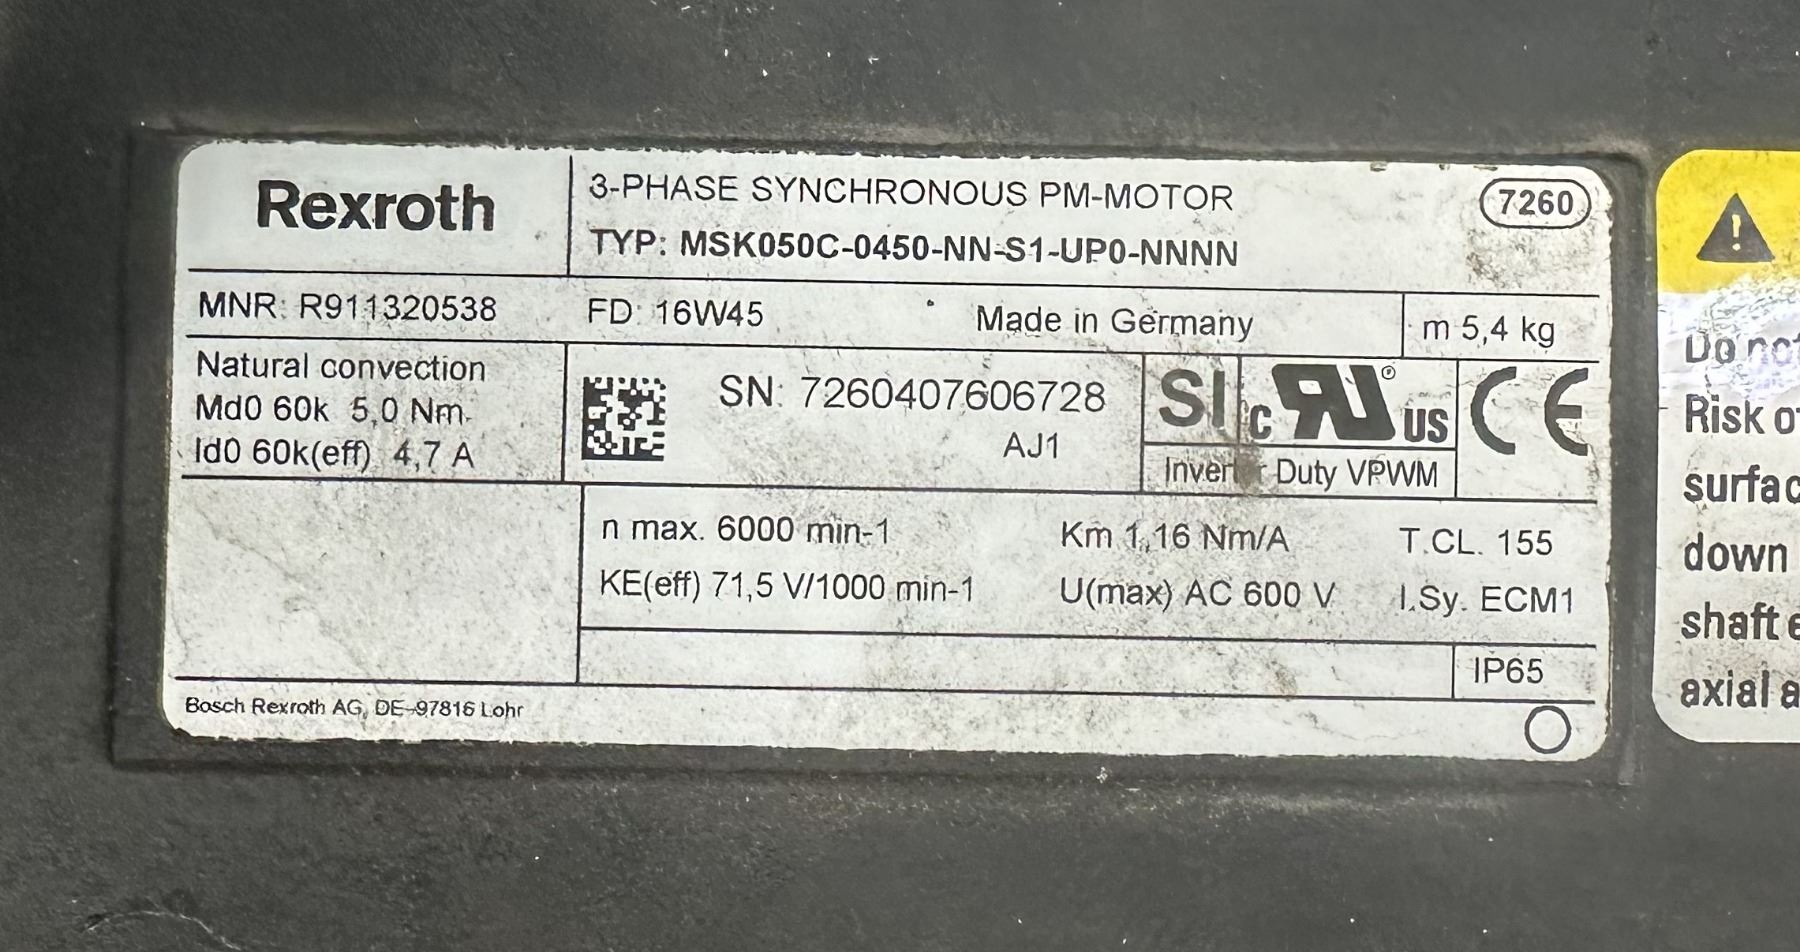 Rexroth
3-PHASE SYNCHRONOUS PM-MOTOR
7260
TYP: MSK050C-0450-NN-S1-UP0-NNNN
MNR: R911320538
FD: 16W45
Made in Germany
m 5,4 kg
Natural convection
Md0 60k 5,0 Nm
Id0 60k(eff) 4,7 A
SN: 7260407606728
AJ1
SI
c RU ® US
CE
Duty VPWM
n max. 6000 min-1
Km 1,16 Nm/A
T.CL. 155
KE(eff) 71,5 V/1000 min-1
U(max) AC 600 V
I.Sy. ECM1
IP65
Bosch Rexroth AG, DE-97816 Lohr
!
Do
Risk
down
shaft
axial